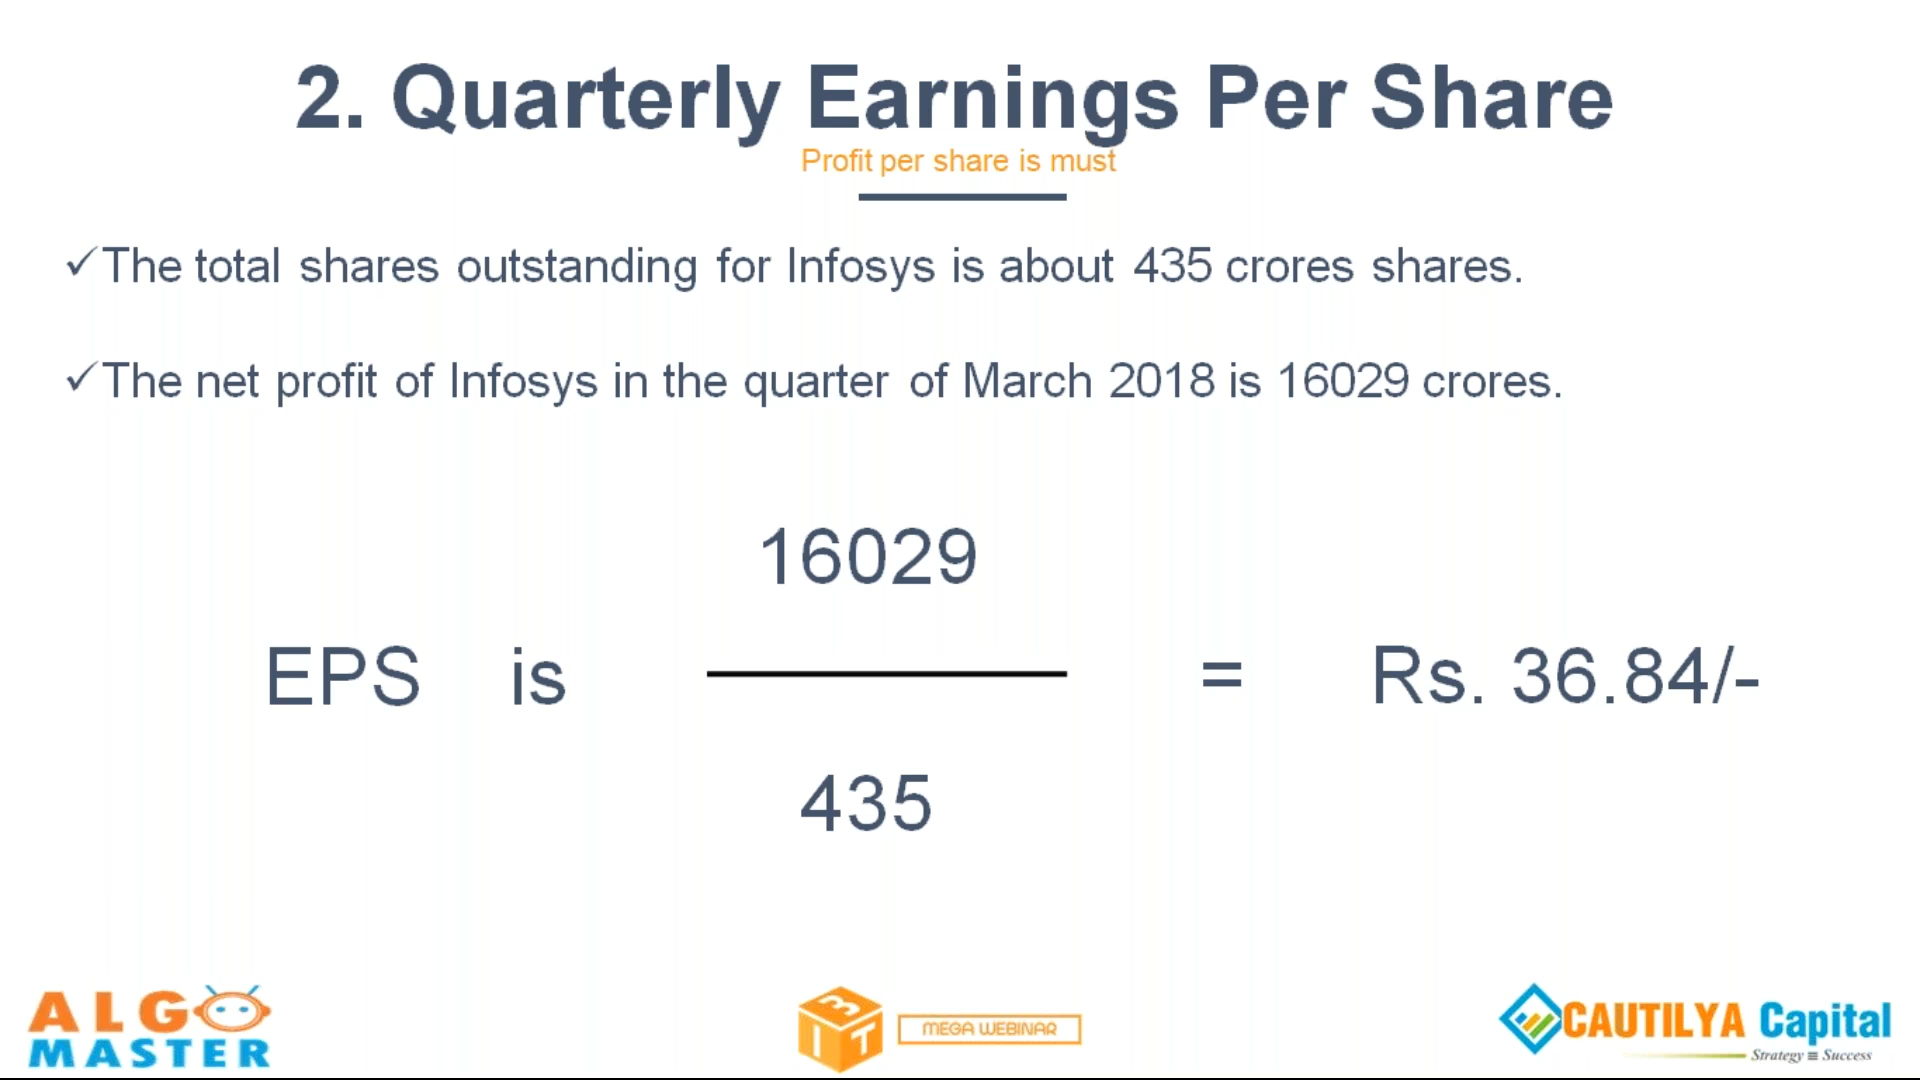 2. Quarterly Earnings Per Share
Profit per share is must
✓The total shares outstanding for Infosys is about 435 crores shares.
✓The net profit of Infosys in the quarter of March 2018 is 16029 crores.
16029
EPS is = Rs. 36.84/-
435
ALGO
MASTER
3
I T
MEGA WEBINAR
CAUTILYA Capital
Strategy ≡ Success